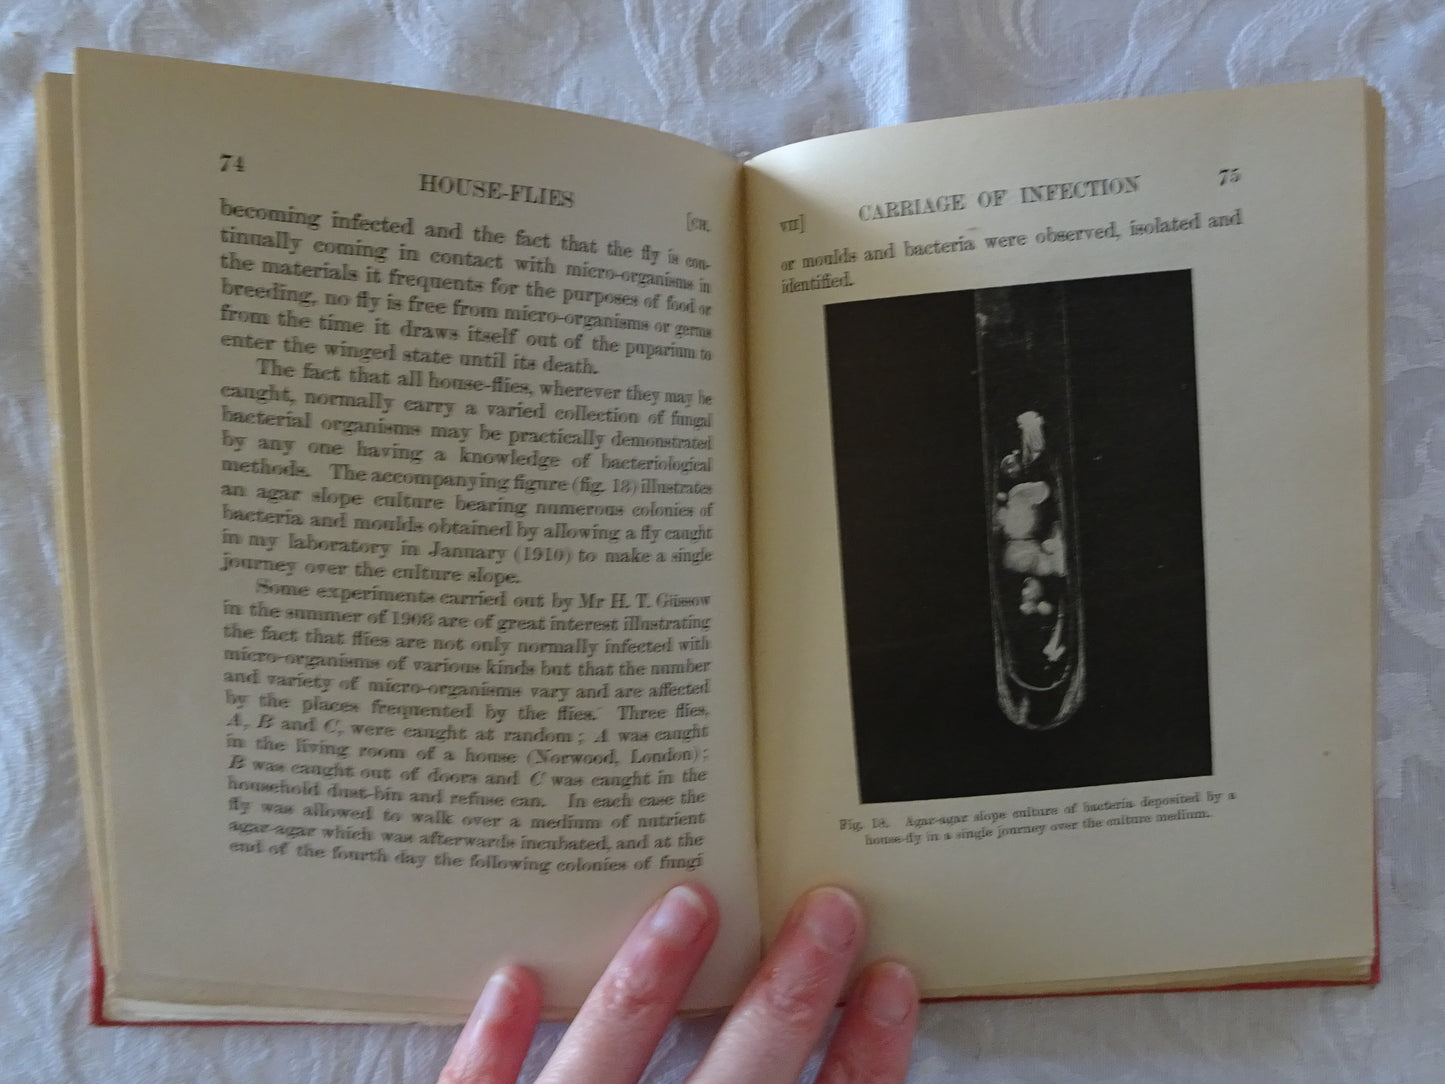 74
HOUSE-FLIES
[CH.
becoming infected and the fact that the fly is con-
tinually coming in contact with micro-organisms in
the materials it frequents for the purposes of food or
breeding, no fly is free from micro-organisms or germs
from the time it draws itself out of the puparium to
enter the winged state until its death.
The fact that all house-flies, wherever they may be
caught, normally carry a varied collection of fungal
bacterial organisms may be practically demonstrated
by any one having a knowledge of bacteriological
methods. The accompanying figure (fig. 18) illustrates
an agar slope culture bearing numerous colonies of
bacteria and moulds obtained by allowing a fly caught
in my laboratory in January (1910) to make a single
journey over the culture slope.
Some experiments carried out by Mr H. T. Güssow
in the summer of 1908 are of great interest illustrating
the fact that flies are not only normally infected with
micro-organisms of various kinds but that the number
and variety of micro-organisms vary and are affected
by the places frequented by the flies. Three flies,
A, B and C, were caught at random; A was caught
in the living room of a house (Norwood, London);
B was caught out of doors and C was caught in the
household dust-bin and refuse can. In each case the
fly was allowed to walk over a medium of nutrient
agar-agar which was afterwards incubated, and at the
end of the fourth day the following colonies of fungi
VII]
CARRIAGE OF INFECTION
75
or moulds and bacteria were observed, isolated and
identified.
Fig. 18. Agar-agar slope culture of bacteria deposited by a
house-fly in a single journey over the culture medium.